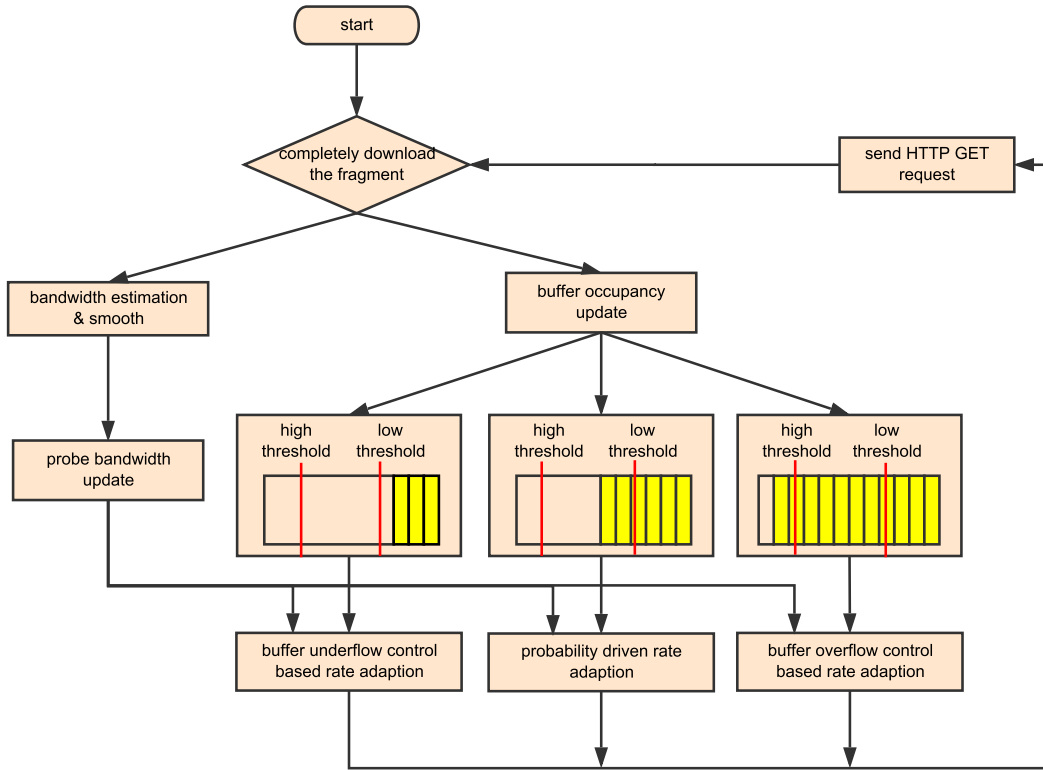 start
completely download
the fragment
send HTTP GET
request
bandwidth estimation
& smooth
buffer occupancy
update
probe bandwidth
update
high
threshold
low
threshold
high
threshold
low
threshold
high
threshold
low
threshold
buffer underflow control
based rate adaption
probability driven rate
adaption
buffer overflow control
based rate adaption